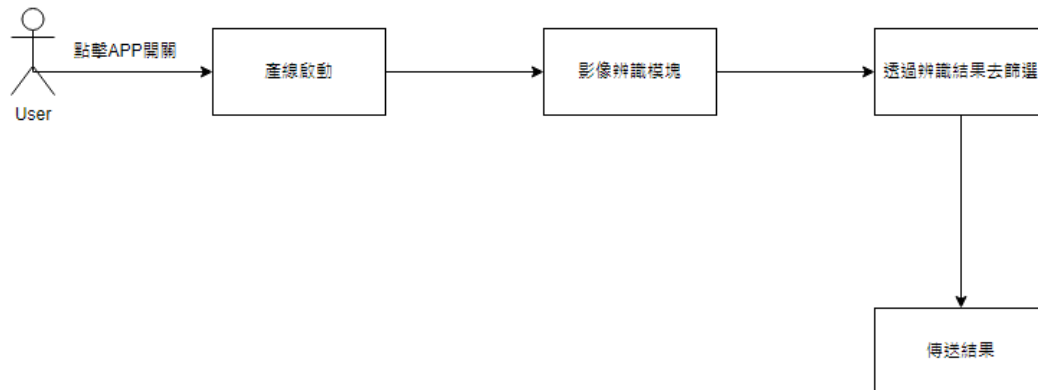 點擊APP開關
User
產線啟動
影像辨識模塊
透過辨識結果去篩選
傳送結果